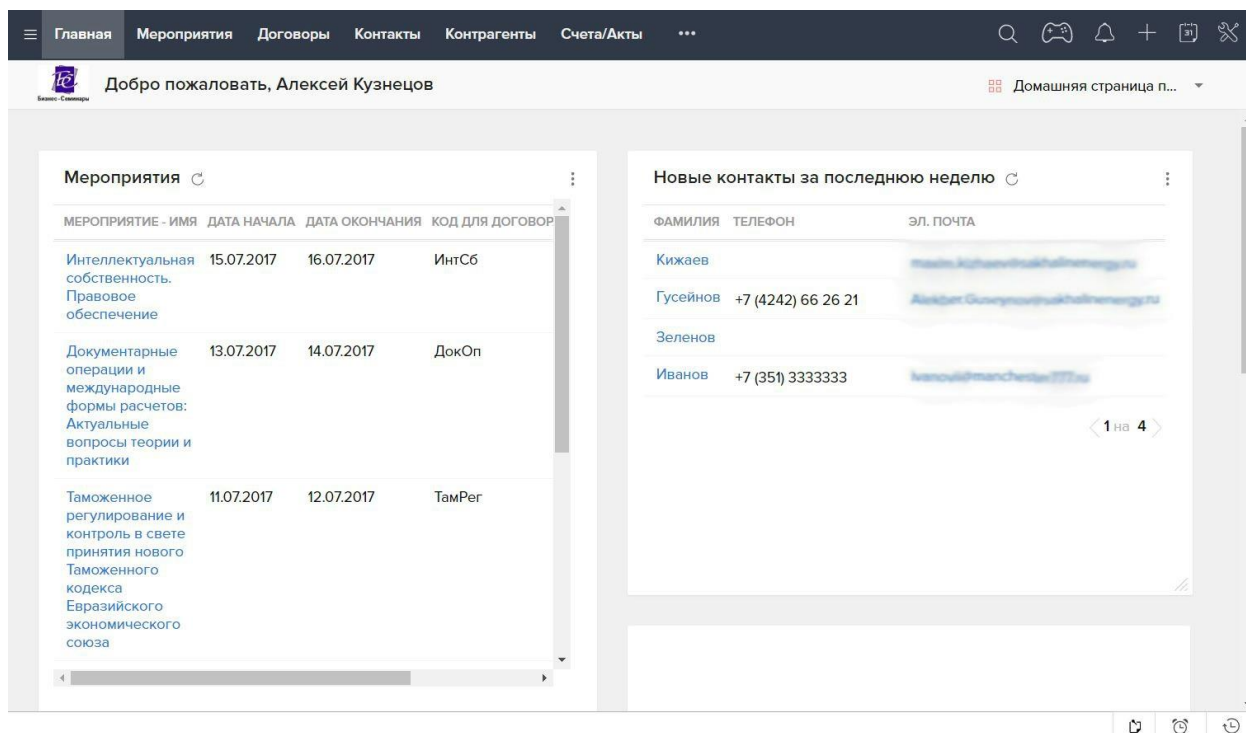 Главная Мероприятия Договоры Контакты Контрагенты Счета/Акты
31
Бизнес-Семинары
Добро пожаловать, Алексей Кузнецов
Домашняя страница п...
Мероприятия
МЕРОПРИЯТИЕ - ИМЯ ДАТА НАЧАЛА ДАТА ОКОНЧАНИЯ КОД ДЛЯ ДОГОВОР
Интеллектуальная 15.07.2017 16.07.2017 ИнтСб
собственность.
Правовое
обеспечение
Документарные 13.07.2017 14.07.2017 ДокОп
операции и
международные
формы расчетов:
Актуальные
вопросы теории и
практики
Таможенное 11.07.2017 12.07.2017 ТамРег
регулирование и
контроль в свете
принятия нового
Таможенного
кодекса
Евразийского
экономического
союза
Новые контакты за последнюю неделю
ФАМИЛИЯ ТЕЛЕФОН ЭЛ. ПОЧТА
Кижаев
Гусейнов +7 (4242) 66 26 21
Зеленов
Иванов +7 (351) 3333333
1 на 4